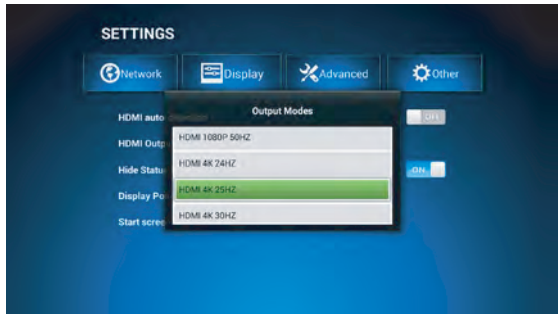 SETTINGS
Network Display Advanced Other
Output Modes
HDMI auto OFF
HDMI 1080P 50HZ
HDMI Outp
HDMI 4K 24HZ
Hide Statu ON
HDMI 4K 25HZ
Display Po
HDMI 4K 30HZ
Start scree